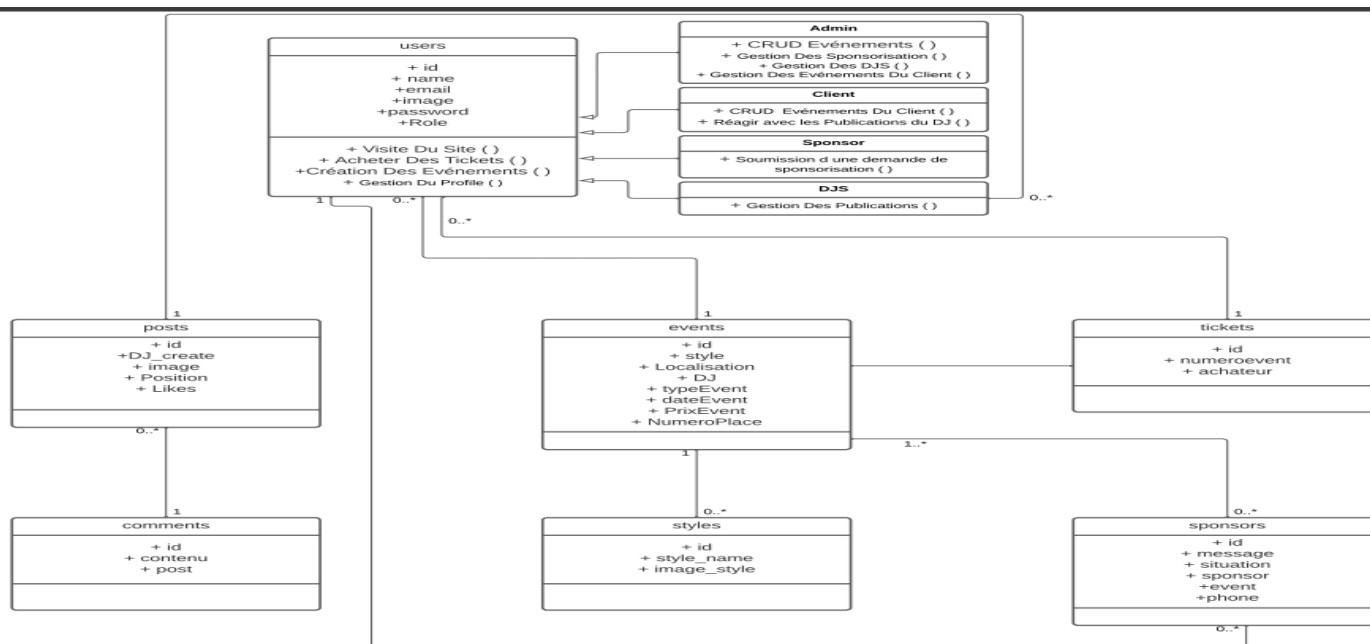 users
+ id
+ name
+email
+image
+password
+Role
+ Visite Du Site ( )
+ Acheter Des Tickets ( )
+Création Des Evénements ( )
+ Gestion Du Profile ( )
Admin
+ CRUD Evénements ( )
+ Gestion Des Sponsorisation ( )
+ Gestion Des DJS ( )
+ Gestion Des Evénements Du Client ( )
Client
+ CRUD Evénements Du Client ( )
+ Réagir avec les Publications du DJ ( )
Sponsor
+ Soumission d une demande de
sponsorisation ( )
DJS
+ Gestion Des Publications ( )
1
0..*
0..*
0..*
1
posts
+ id
+DJ_create
+ image
+ Position
+ Likes
0..*
1
events
+ id
+ style
+ Localisation
+ DJ
+ typeEvent
+ dateEvent
+ PrixEvent
+ NumeroPlace
1
1..*
1
tickets
+ id
+ numeroevent
+ achateur
1
comments
+ id
+ contenu
+ post
0..*
styles
+ id
+ style_name
+ image_style
0..*
sponsors
+ id
+ message
+ situation
+ sponsor
+event
+phone
0..*